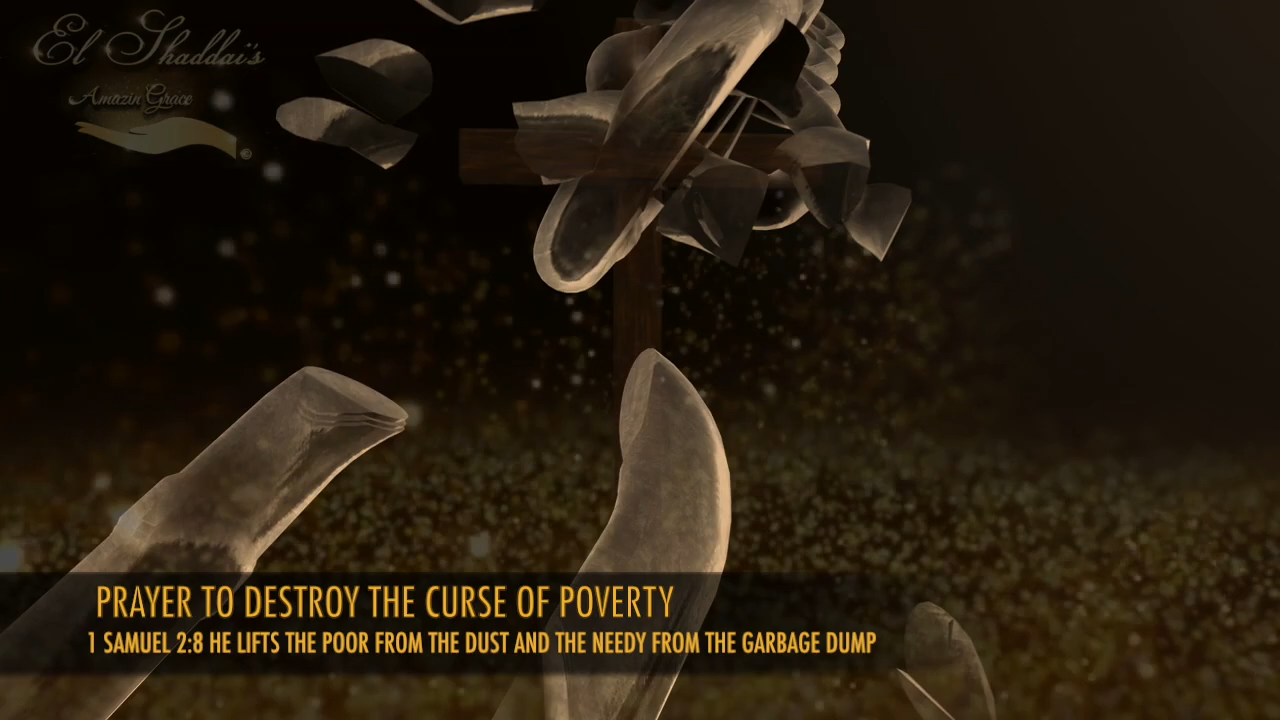 El Shaddai's
Amazin Grace
©
PRAYER TO DESTROY THE CURSE OF POVERTY
1 SAMUEL 2:8 HE LIFTS THE POOR FROM THE DUST AND THE NEEDY FROM THE GARBAGE DUMP